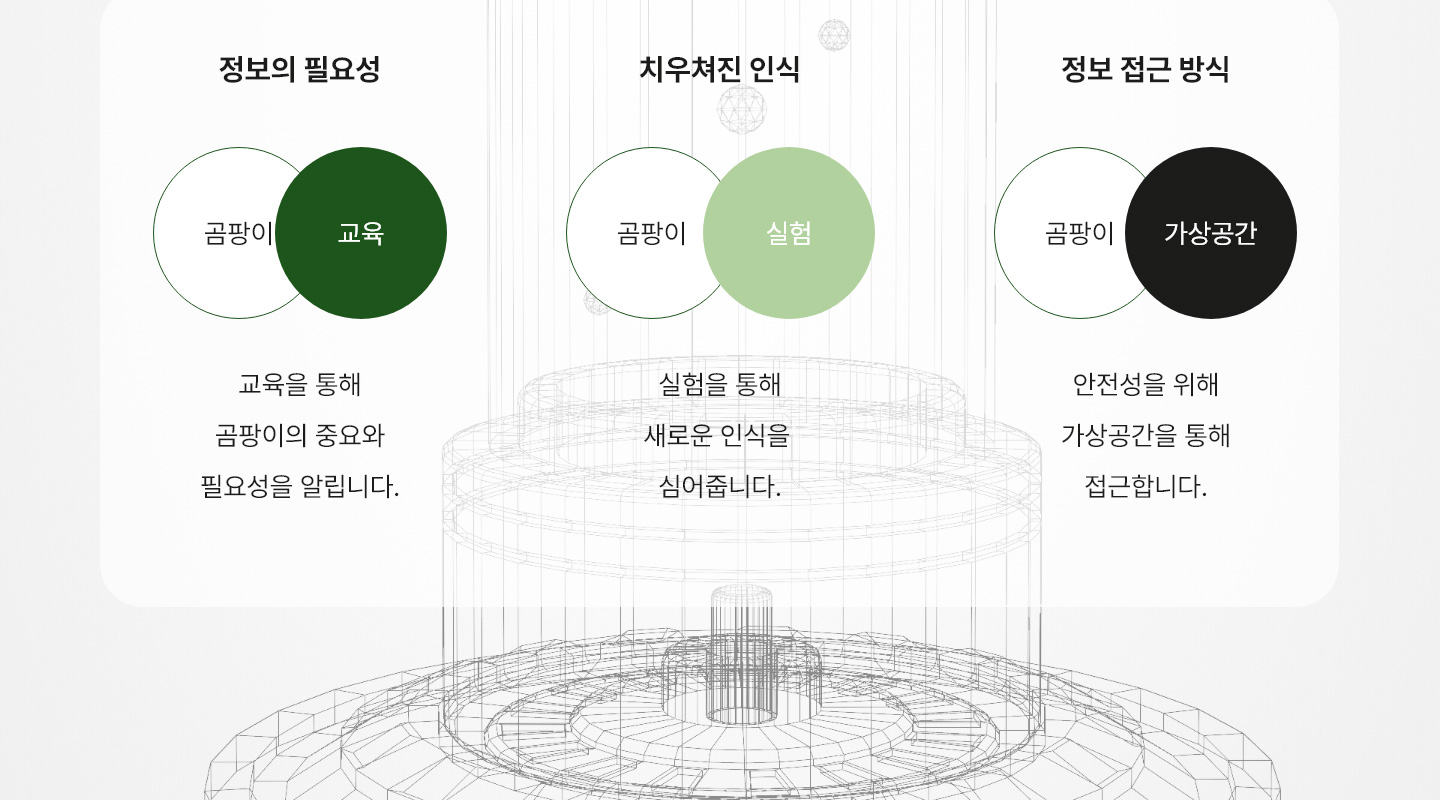 정보의 필요성
곰팡이
교육
교육을 통해
곰팡이의 중요와
필요성을 알립니다.
치우쳐진 인식
곰팡이
실험
실험을 통해
새로운 인식을
심어줍니다.
정보 접근 방식
곰팡이
가상공간
안전성을 위해
가상공간을 통해
접근합니다.